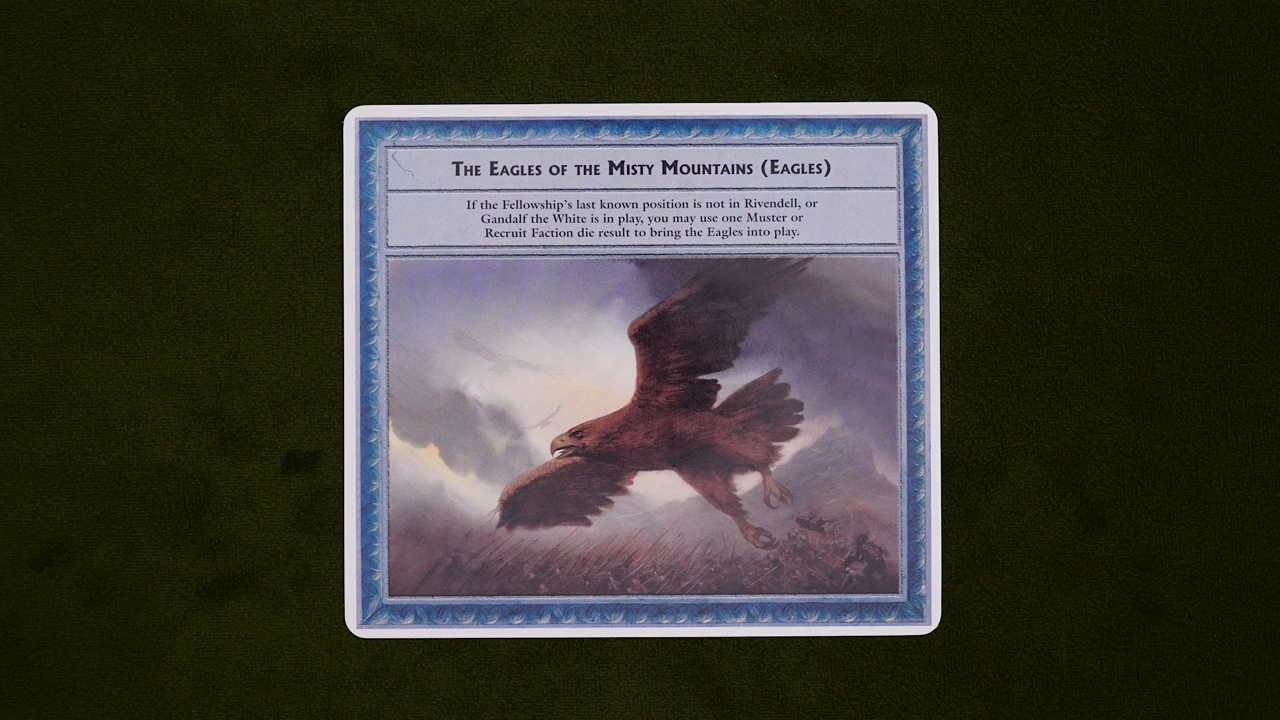 The Eagles of the Misty Mountains (Eagles)
If the Fellowship's last known position is not in Rivendell, or
Gandalf the White is in play, you may use one Muster or
Recruit Faction die result to bring the Eagles into play.